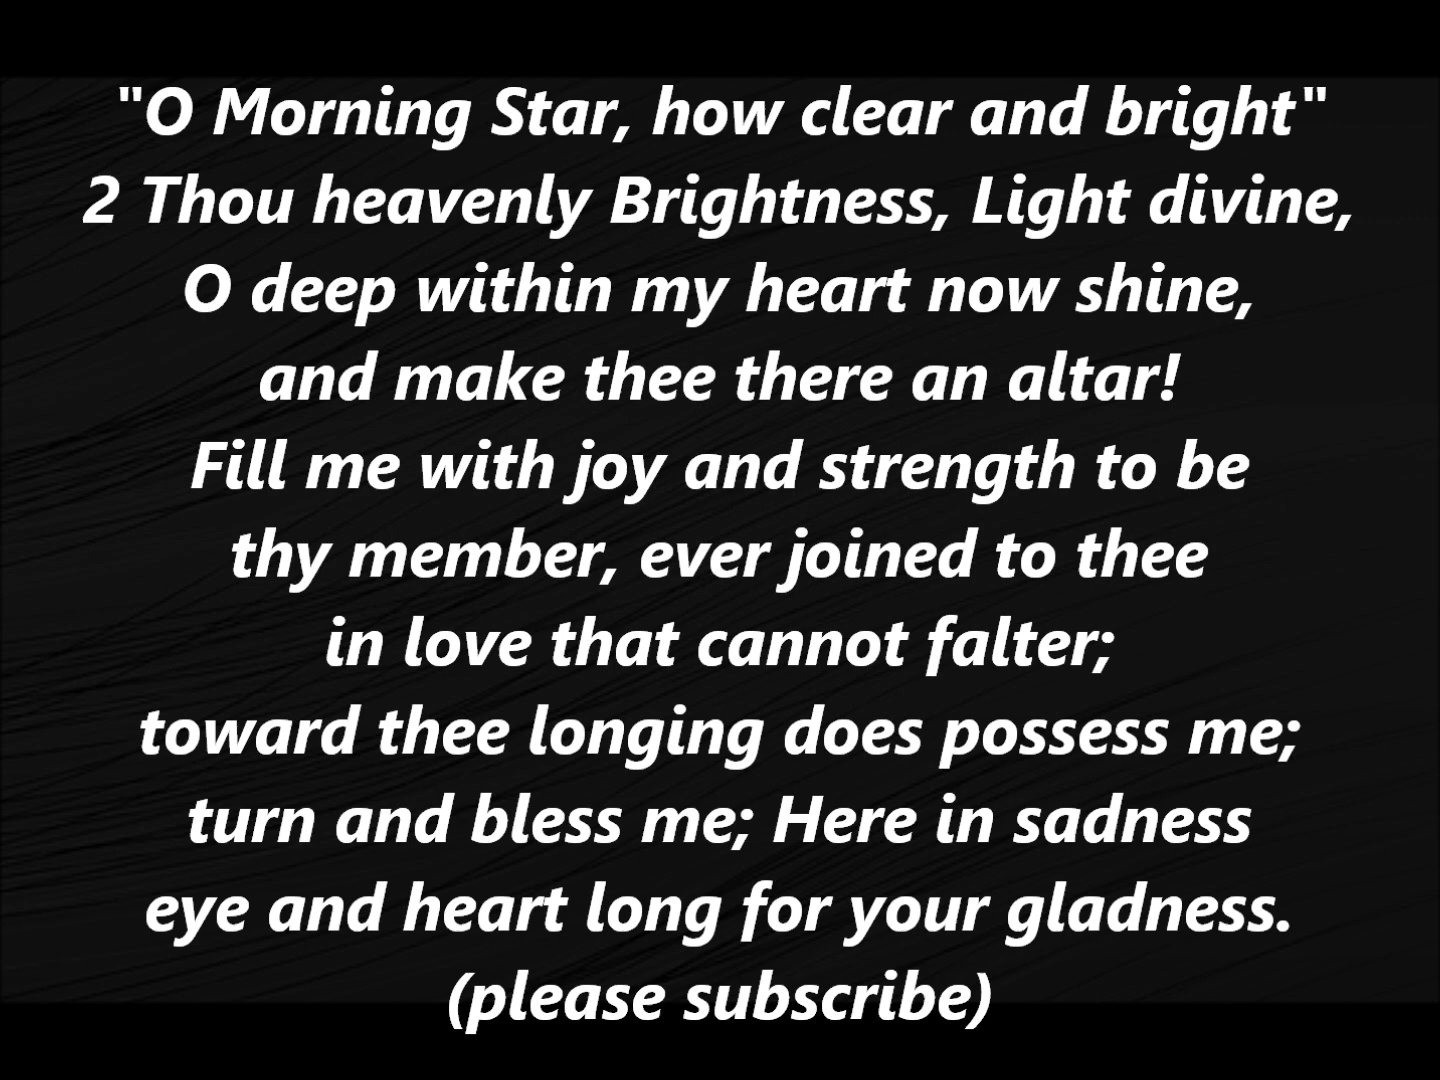 "O Morning Star, how clear and bright"
2 Thou heavenly Brightness, Light divine,
O deep within my heart now shine,
and make thee there an altar!
Fill me with joy and strength to be
thy member, ever joined to thee
in love that cannot falter;
toward thee longing does possess me;
turn and bless me; Here in sadness
eye and heart long for your gladness.
(please subscribe)